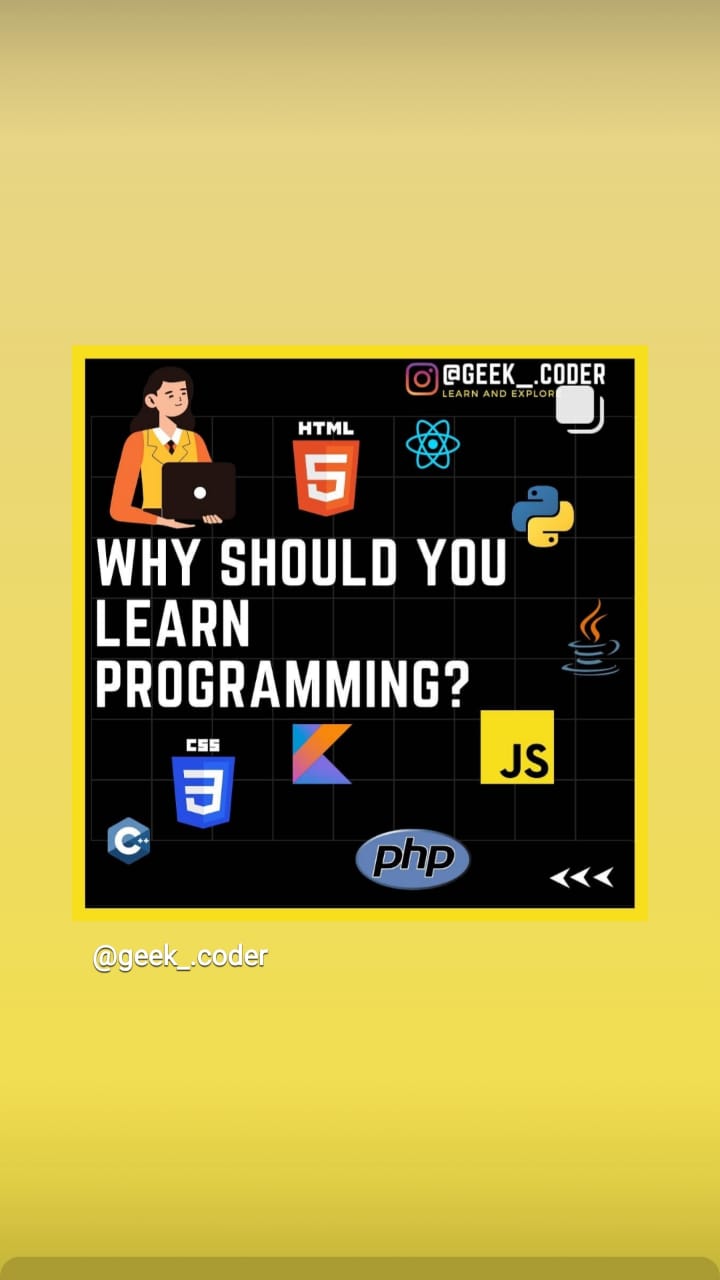 @GEEK_.CODER
LEARN AND EXPLOR
HTML
5
WHY SHOULD YOU
LEARN
PROGRAMMING?
CSS
3
JS
C++
php
@geek_.coder